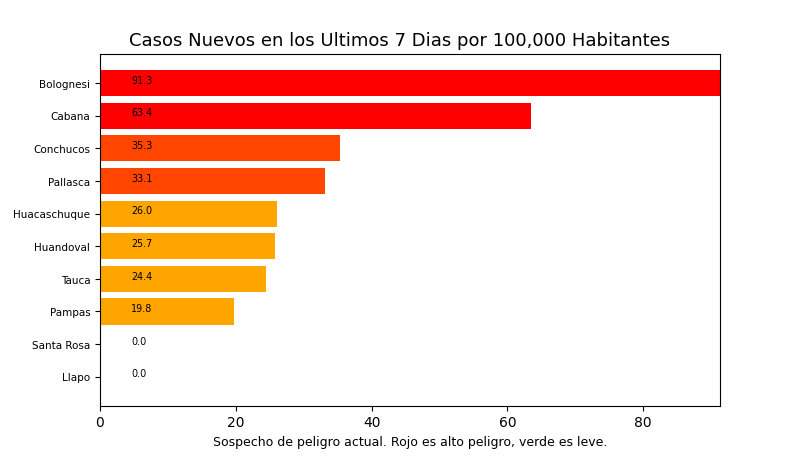 Casos Nuevos en los Ultimos 7 Dias por 100,000 Habitantes
Bolognesi 91.3
Cabana 63.4
Conchucos 35.3
Pallasca 33.1
Huacaschuque 26.0
Huandoval 25.7
Tauca 24.4
Pampas 19.8
Santa Rosa 0.0
Llapo 0.0
0 20 40 60 80
Sospecho de peligro actual. Rojo es alto peligro, verde es leve.